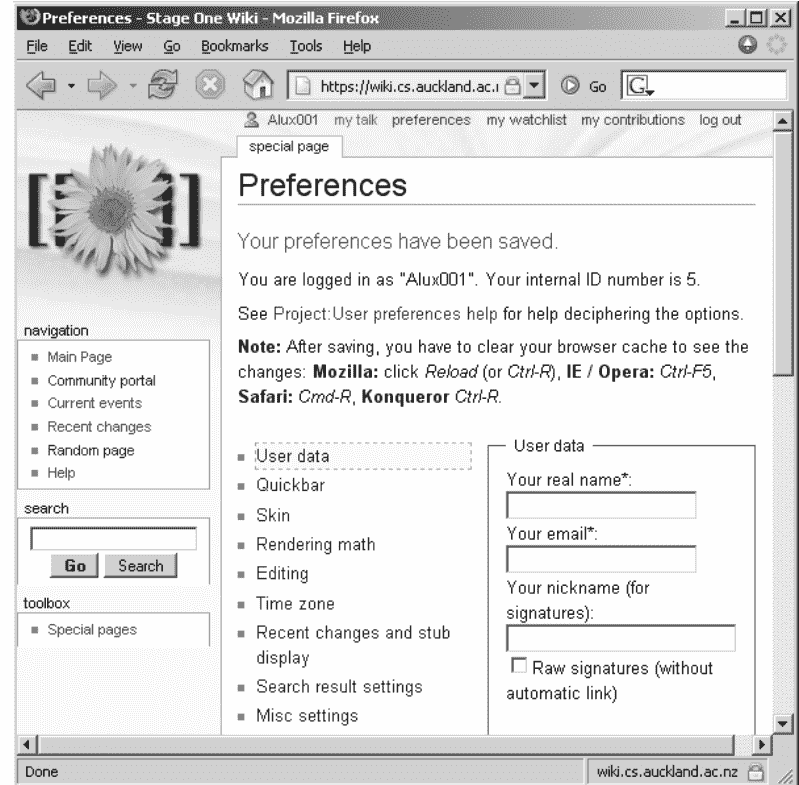 Preferences - Stage One Wiki - Mozilla Firefox
File Edit View Go Bookmarks Tools Help
https://wiki.cs.auckland.ac.r Go G
Alux001 my talk preferences my watchlist my contributions log out
special page
Preferences
Your preferences have been saved.
You are logged in as "Alux001". Your internal ID number is 5.
See Project:User preferences help for help deciphering the options.
Note: After saving, you have to clear your browser cache to see the
changes: Mozilla: click Reload (or Ctrl-R), IE / Opera: Ctrl-F5,
Safari: Cmd-R, Konqueror Ctrl-R.
navigation
Main Page
Community portal
Current events
Recent changes
Random page
Help
search
Go Search
toolbox
Special pages
User data
Quickbar
Skin
Rendering math
Editing
Time zone
Recent changes and stub
display
Search result settings
Misc settings
User data
Your real name*:
Your email*:
Your nickname (for
signatures):
Raw signatures (without
automatic link)
Done wiki.cs.auckland.ac.nz